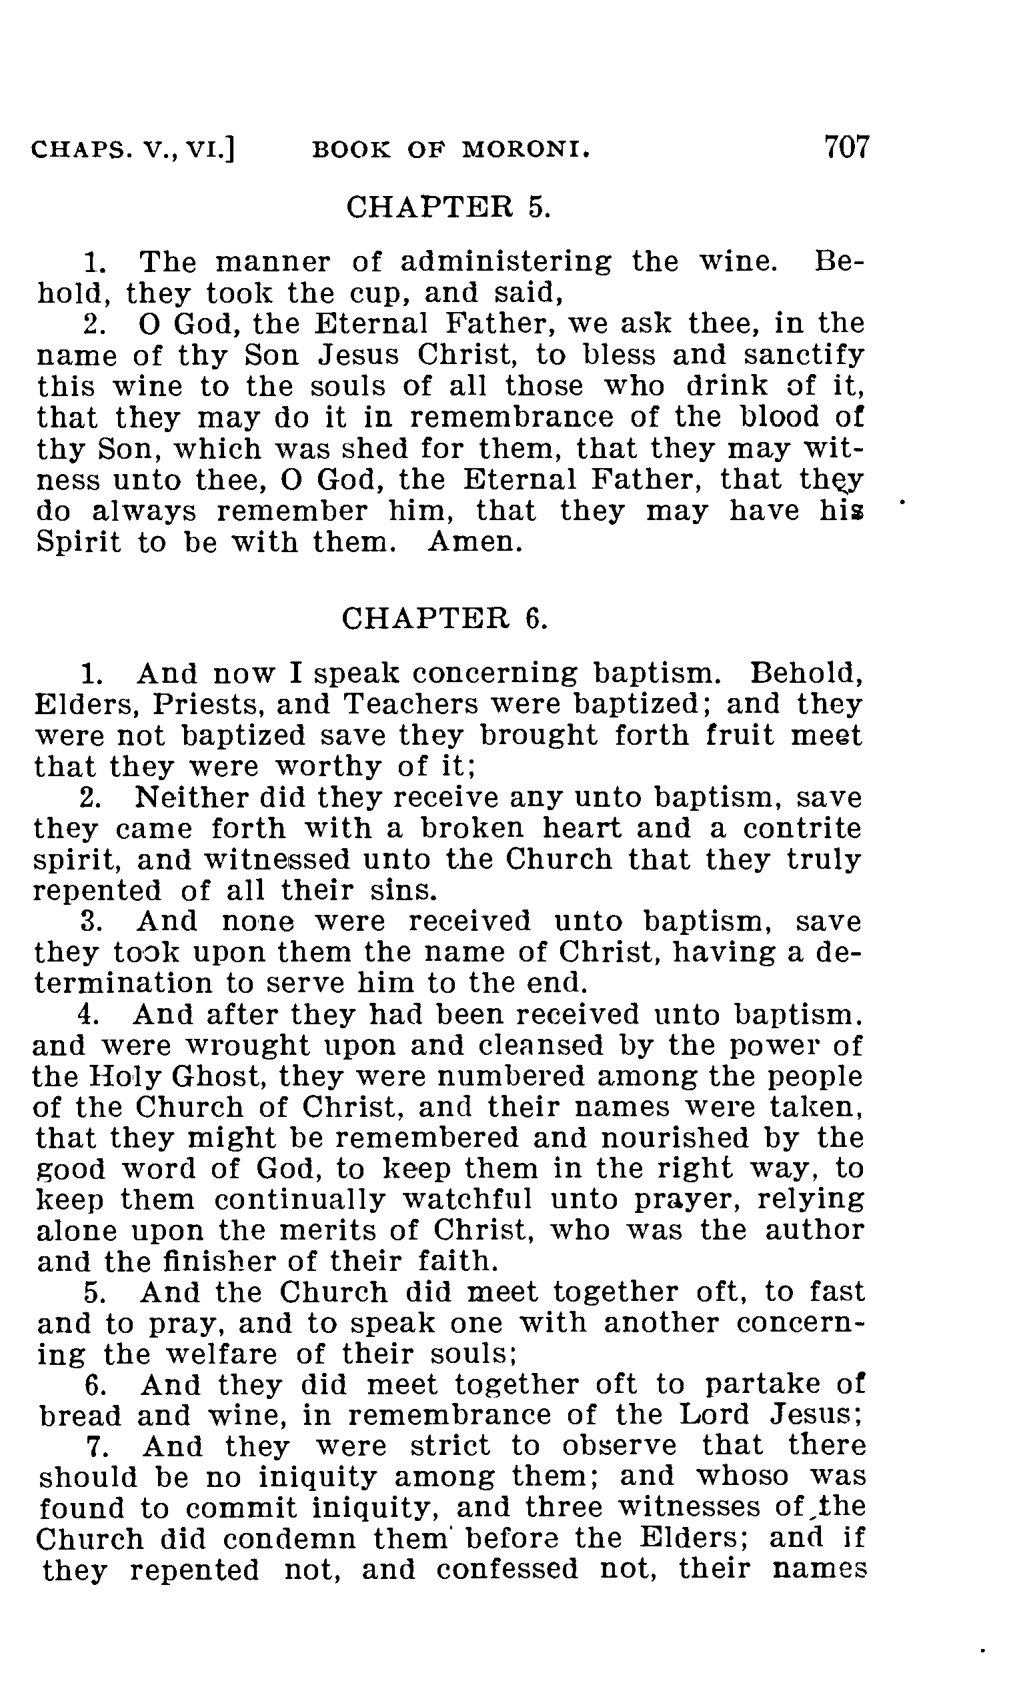 CHAPS. V., VI.] BOOK OF MORONI. 707
CHAPTER 5.
1. The manner of administering the wine. Be-
hold, they took the cup, and said,
2. O God, the Eternal Father, we ask thee, in the
name of thy Son Jesus Christ, to bless and sanctify
this wine to the souls of all those who drink of it,
that they may do it in remembrance of the blood of
thy Son, which was shed for them, that they may wit-
ness unto thee, O God, the Eternal Father, that they
do always remember him, that they may have his
Spirit to be with them. Amen.
CHAPTER 6.
1. And now I speak concerning baptism. Behold,
Elders, Priests, and Teachers were baptized; and they
were not baptized save they brought forth fruit meet
that they were worthy of it;
2. Neither did they receive any unto baptism, save
they came forth with a broken heart and a contrite
spirit, and witnessed unto the Church that they truly
repented of all their sins.
3. And none were received unto baptism, save
they took upon them the name of Christ, having a de-
termination to serve him to the end.
4. And after they had been received unto baptism.
and were wrought upon and cleansed by the power of
the Holy Ghost, they were numbered among the people
of the Church of Christ, and their names were taken,
that they might be remembered and nourished by the
good word of God, to keep them in the right way, to
keep them continually watchful unto prayer, relying
alone upon the merits of Christ, who was the author
and the finisher of their faith.
5. And the Church did meet together oft, to fast
and to pray, and to speak one with another concern-
ing the welfare of their souls;
6. And they did meet together oft to partake of
bread and wine, in remembrance of the Lord Jesus;
7. And they were strict to observe that there
should be no iniquity among them; and whoso was
found to commit iniquity, and three witnesses of the
Church did condemn them before the Elders; and if
they repented not, and confessed not, their names